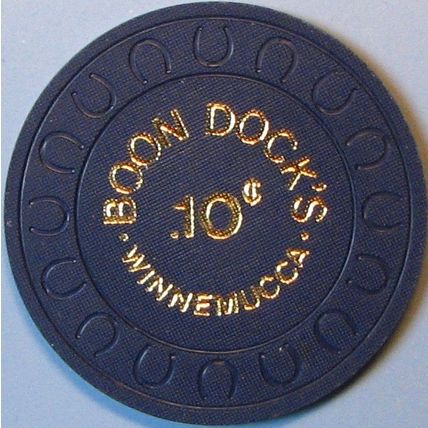 BOON DOCK'S
.10¢
·WINNEMUCCA·